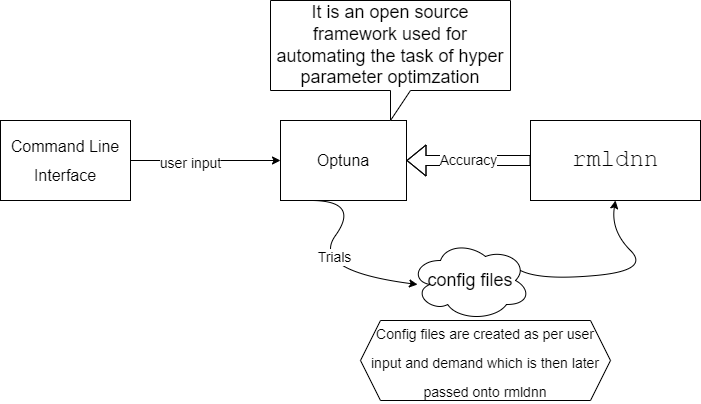 It is an open source
framework used for
automating the task of hyper
parameter optimzation
Command Line
Interface
user input
Optuna
Accuracy
rmldnn
Trials
config files
Config files are created as per user
input and demand which is then later
passed onto rmldnn